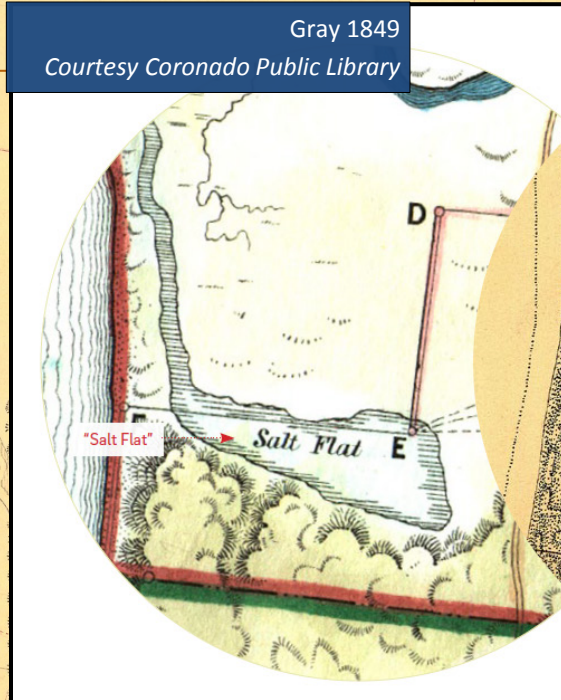 Gray 1849
Courtesy Coronado Public Library
D
"Salt Flat"
Salt Flat E